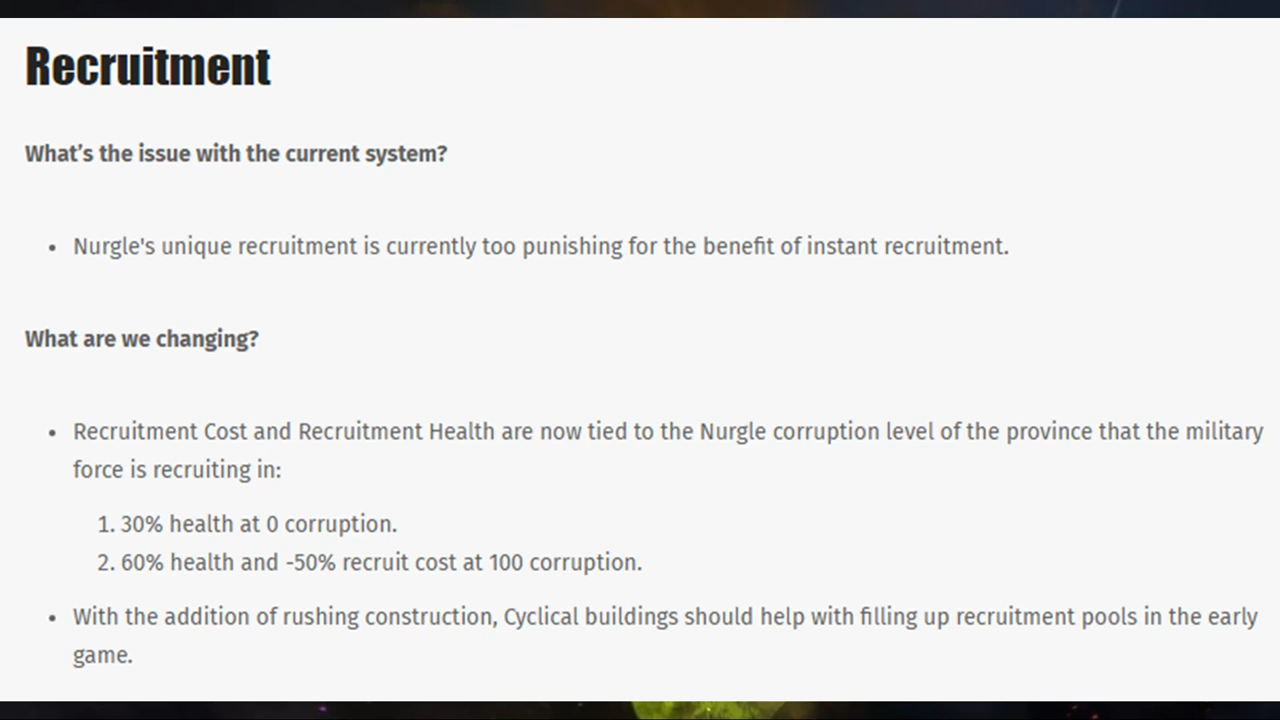 Recruitment
What’s the issue with the current system?
• Nurgle's unique recruitment is currently too punishing for the benefit of instant recruitment.
What are we changing?
• Recruitment Cost and Recruitment Health are now tied to the Nurgle corruption level of the province that the military
force is recruiting in:
1. 30% health at 0 corruption.
2. 60% health and -50% recruit cost at 100 corruption.
• With the addition of rushing construction, Cyclical buildings should help with filling up recruitment pools in the early
game.